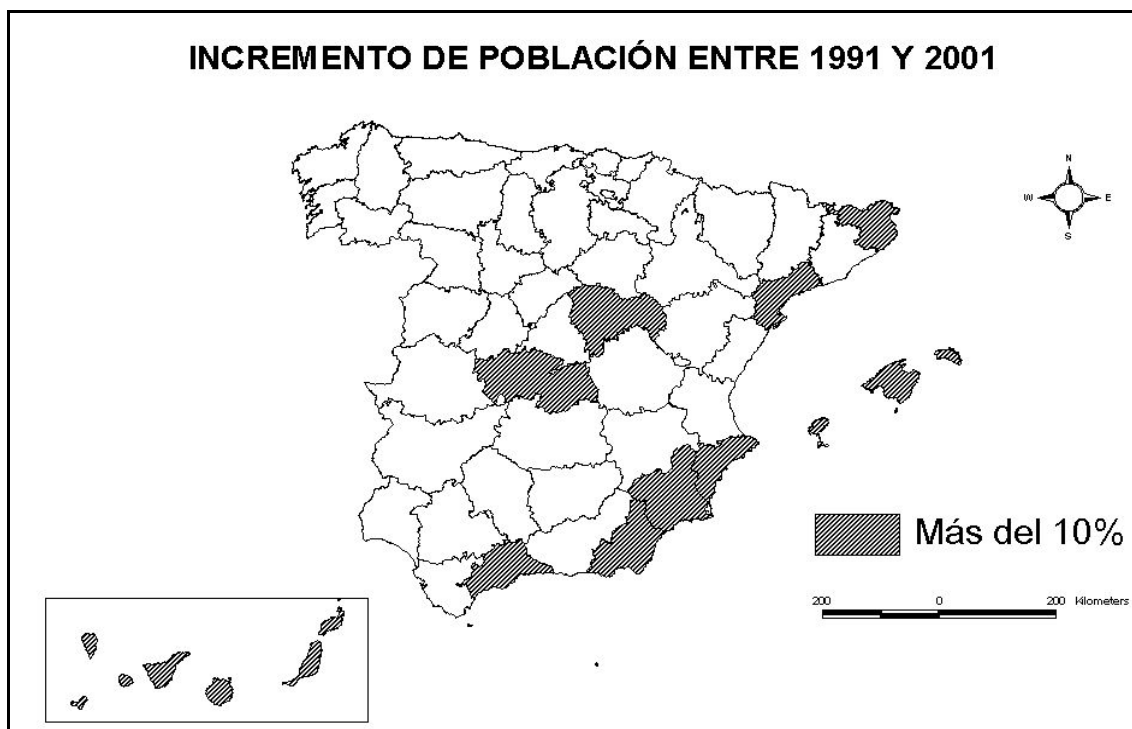 INCREMENTO DE POBLACIÓN ENTRE 1991 Y 2001
N
W E
S
Más del 10%
200 0 200 Kilometers